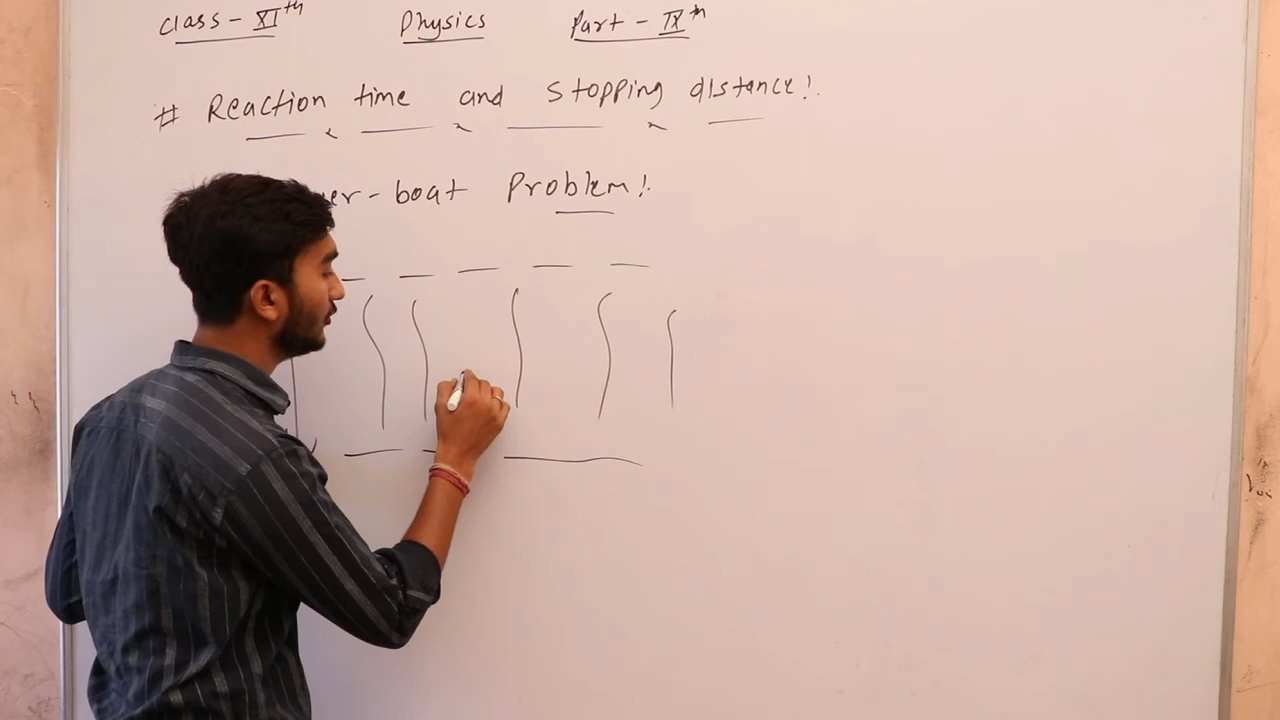 Class - XIth Physics Part - IXth
# Reaction time and stopping distance!.
er - boat Problem!.